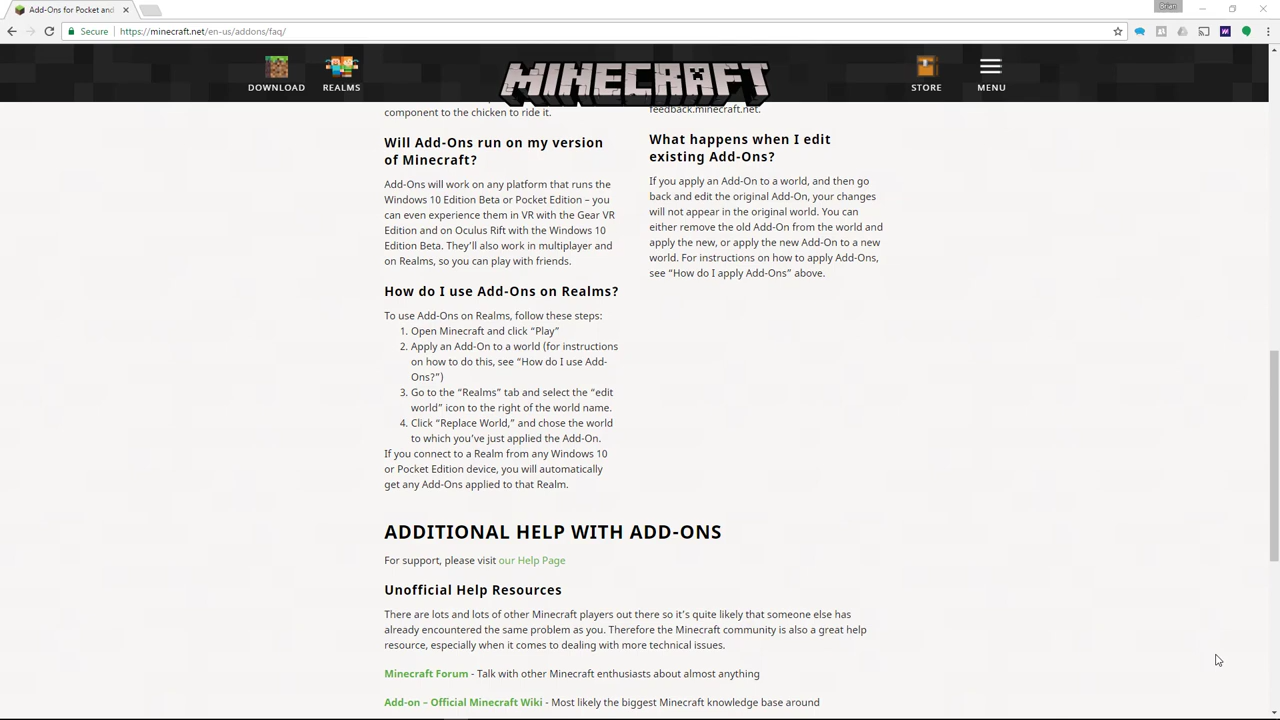 Add-Ons for Pocket and
Brian
Secure
https://minecraft.net/en-us/addons/faq/
DOWNLOAD
REALMS
MINECRAFT
STORE
MENU
component to the chicken to ride it.
Will Add-Ons run on my version
of Minecraft?
Add-Ons will work on any platform that runs the
Windows 10 Edition Beta or Pocket Edition – you
can even experience them in VR with the Gear VR
Edition and on Oculus Rift with the Windows 10
Edition Beta. They'll also work in multiplayer and
on Realms, so you can play with friends.
How do I use Add-Ons on Realms?
To use Add-Ons on Realms, follow these steps:
1. Open Minecraft and click “Play”
2. Apply an Add-On to a world (for instructions
on how to do this, see “How do I use Add-
Ons?”)
3. Go to the “Realms” tab and select the “edit
world” icon to the right of the world name.
4. Click “Replace World,” and chose the world
to which you’ve just applied the Add-On.
If you connect to a Realm from any Windows 10
or Pocket Edition device, you will automatically
get any Add-Ons applied to that Realm.
feedback.minecraft.net.
What happens when I edit
existing Add-Ons?
If you apply an Add-On to a world, and then go
back and edit the original Add-On, your changes
will not appear in the original world. You can
either remove the old Add-On from the world and
apply the new, or apply the new Add-On to a new
world. For instructions on how to apply Add-Ons,
see “How do I apply Add-Ons” above.
ADDITIONAL HELP WITH ADD-ONS
For support, please visit our Help Page
Unofficial Help Resources
There are lots and lots of other Minecraft players out there so it’s quite likely that someone else has
already encountered the same problem as you. Therefore the Minecraft community is also a great help
resource, especially when it comes to dealing with more technical issues.
Minecraft Forum - Talk with other Minecraft enthusiasts about almost anything
Add-on – Official Minecraft Wiki - Most likely the biggest Minecraft knowledge base around